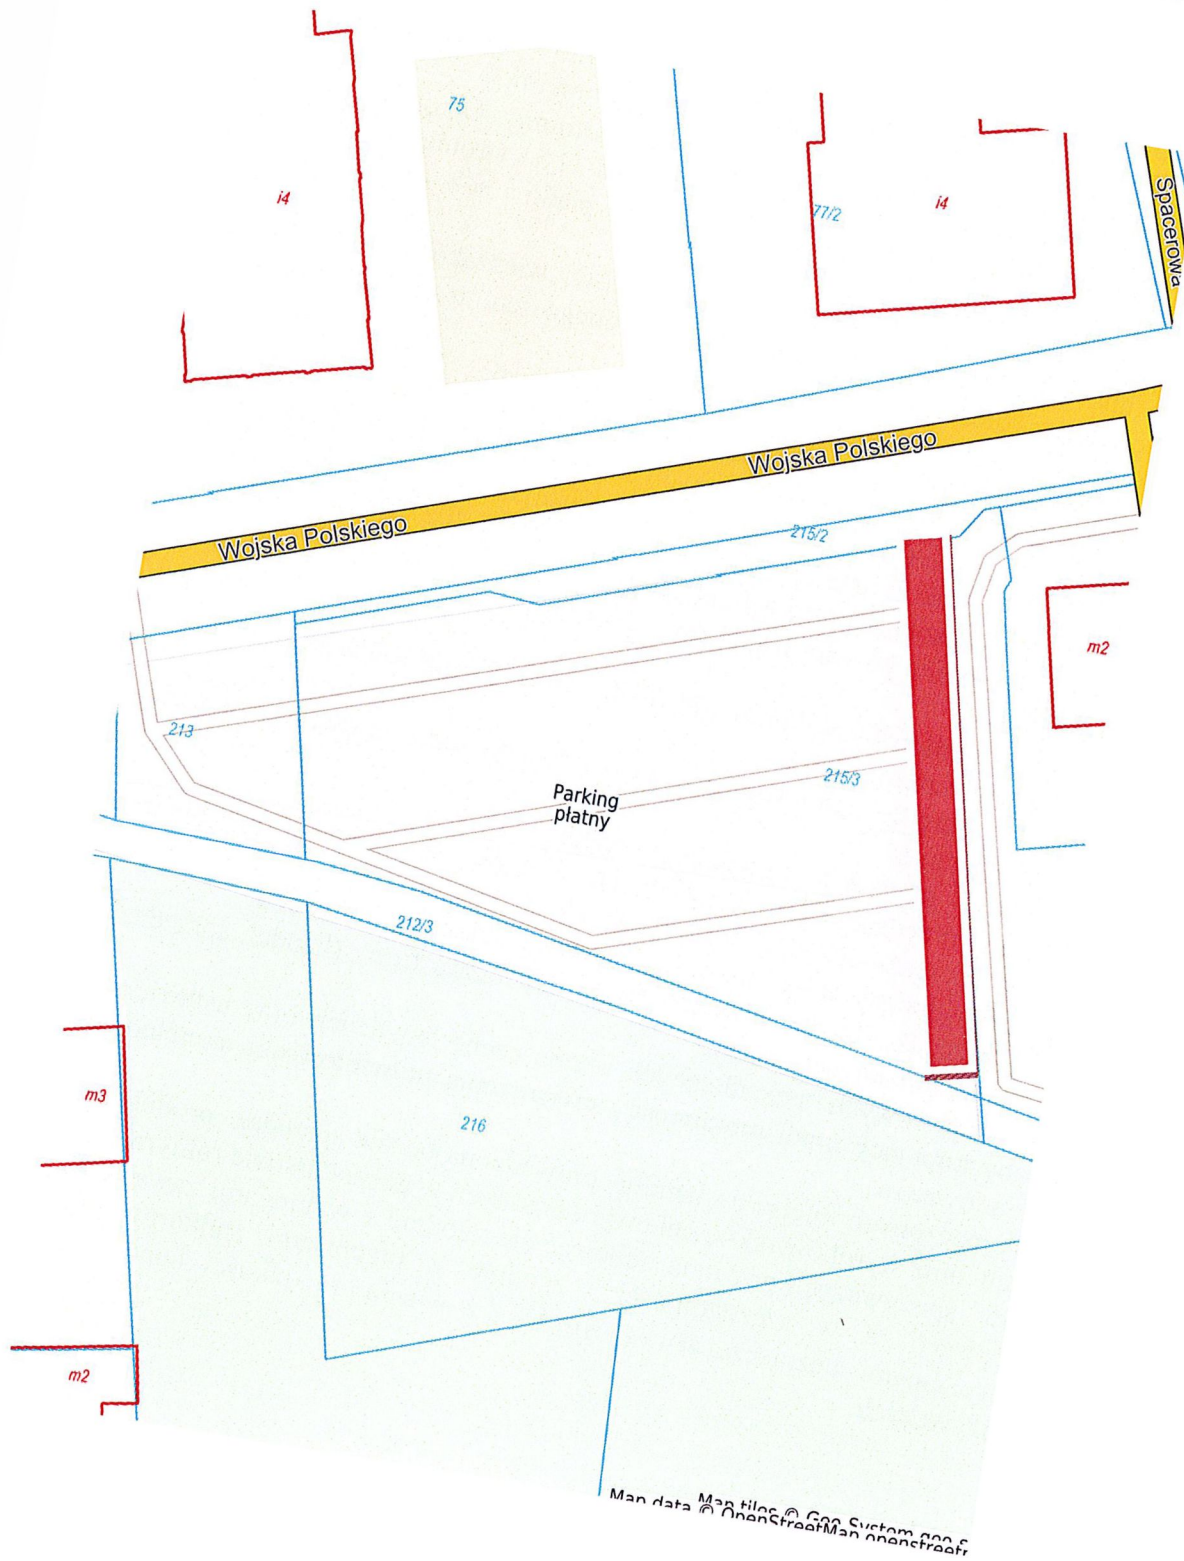 75
i4
77/2
i4
Spacerowa
Wojska Polskiego
Wojska Polskiego
215/2
m2
213
215/3
Parking
płatny
212/3
m3
216
m2
Map tiles © Geo-System
Map data © OpenStreetMap